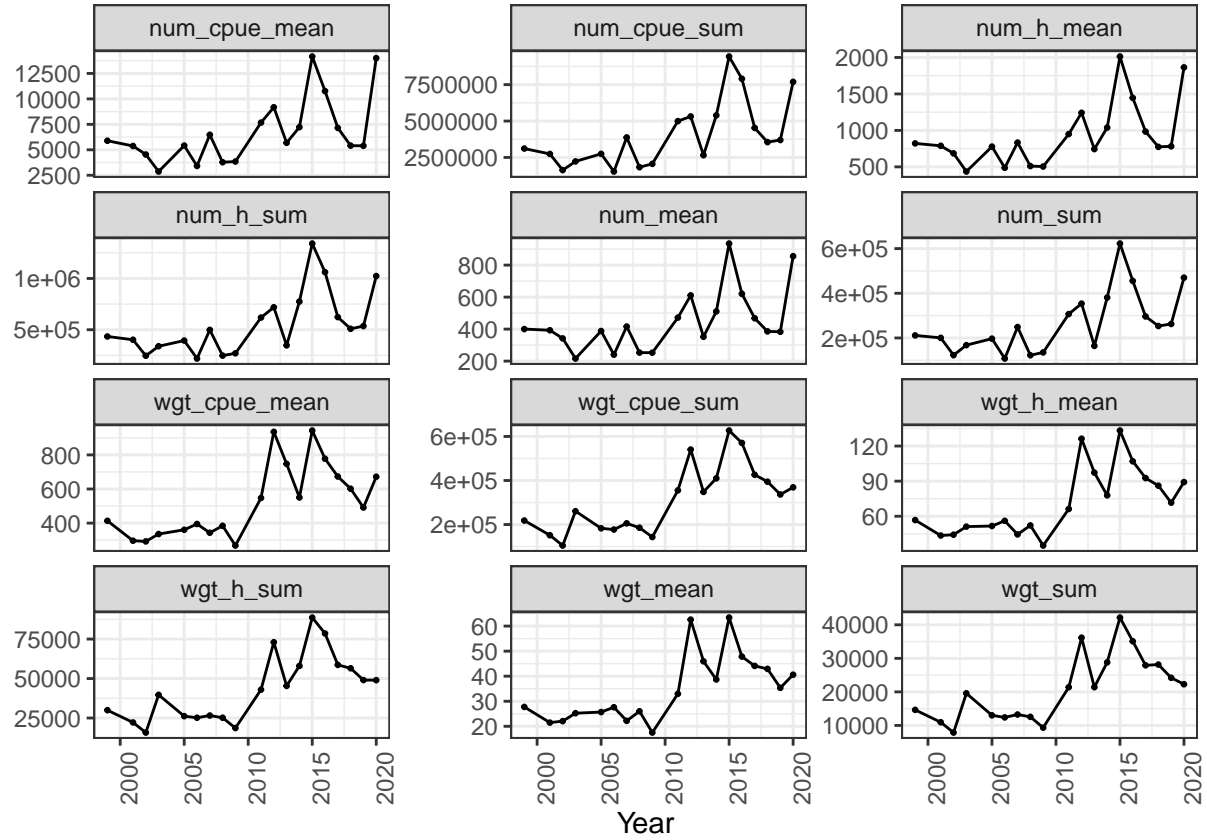 num_cpue_mean num_cpue_sum num_h_mean
12500 7500000 2000
10000 5000000 1500
7500 2500000 1000
5000 500
2500
num_h_sum num_mean num_sum
1e+06 800 6e+05
5e+05 600 4e+05
400 2e+05
200
wgt_cpue_mean wgt_cpue_sum wgt_h_mean
800 6e+05 120
600 4e+05 90
400 2e+05 60
wgt_h_sum wgt_mean wgt_sum
75000 60 40000
50000 50 30000
25000 40 20000
30 10000
20
2000 2005 2010 2015 2020 2000 2005 2010 2015 2020 2000 2005 2010 2015 2020
Year